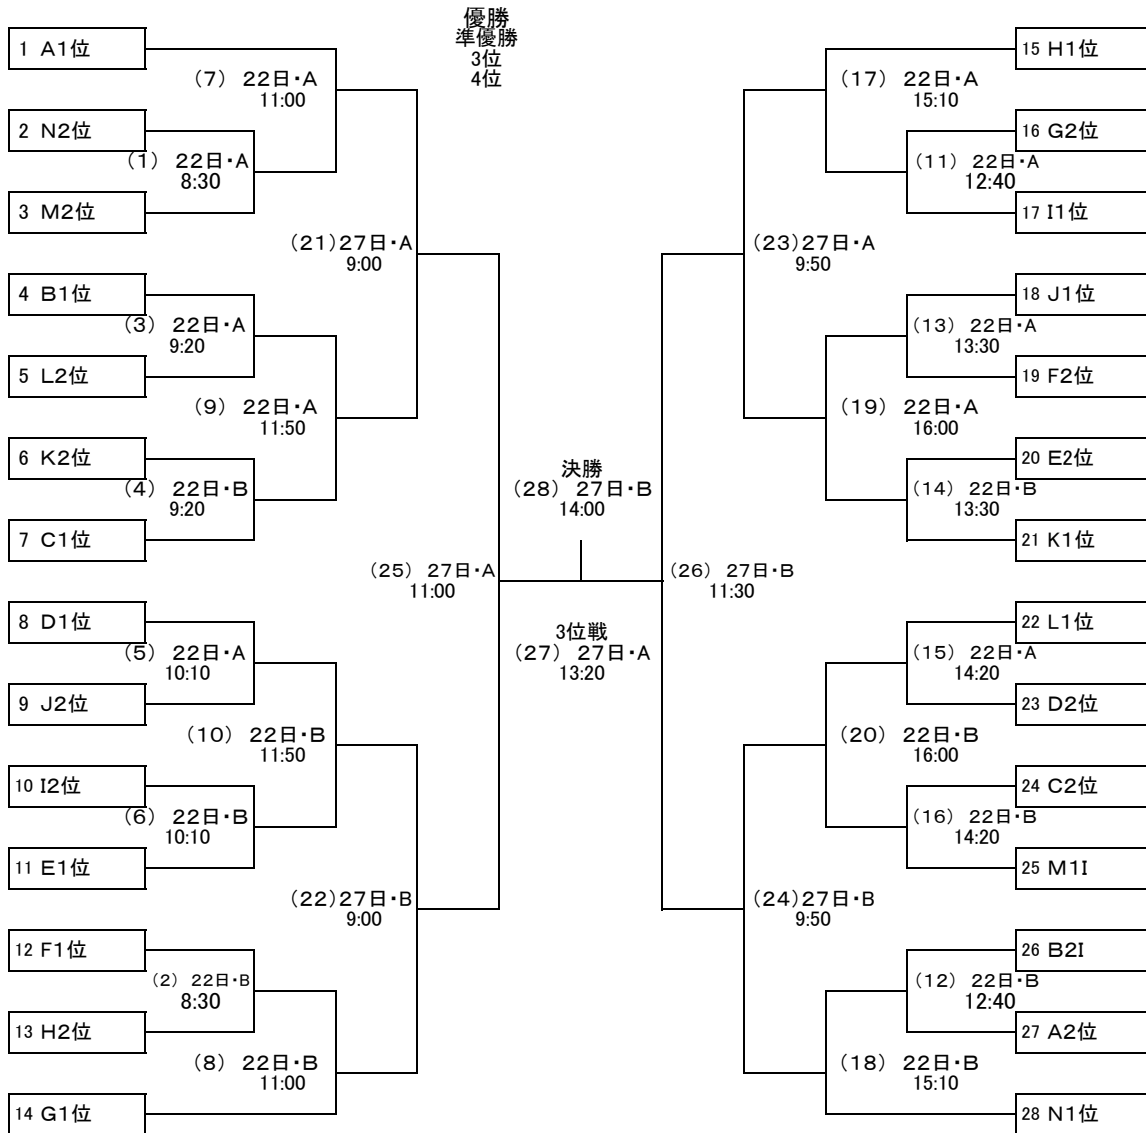 優勝
準優勝
3位
4位
1 A1位
(7) 22日・A
11:00
2 N2位
(1) 22日・A
8:30
3 M2位
(21)27日・A
9:00
4 B1位
(3) 22日・A
9:20
5 L2位
(9) 22日・A
11:50
6 K2位
(4) 22日・B
9:20
7 C1位
(25) 27日・A
11:00
8 D1位
(5) 22日・A
10:10
9 J2位
(10) 22日・B
11:50
10 I2位
(6) 22日・B
10:10
11 E1位
(22)27日・B
9:00
12 F1位
(2) 22日・B
8:30
13 H2位
(8) 22日・B
11:00
14 G1位
決勝
(28) 27日・B
14:00
3位戦
(27) 27日・A
13:20
15 H1位
(17) 22日・A
15:10
16 G2位
(11) 22日・A
12:40
17 I1位
(23)27日・A
9:50
18 J1位
(13) 22日・A
13:30
19 F2位
(19) 22日・A
16:00
20 E2位
(14) 22日・B
13:30
21 K1位
(26) 27日・B
11:30
22 L1位
(15) 22日・A
14:20
23 D2位
(20) 22日・B
16:00
24 C2位
(16) 22日・B
14:20
25 M1I
(24)27日・B
9:50
26 B2I
(12) 22日・B
12:40
27 A2位
(18) 22日・B
15:10
28 N1位